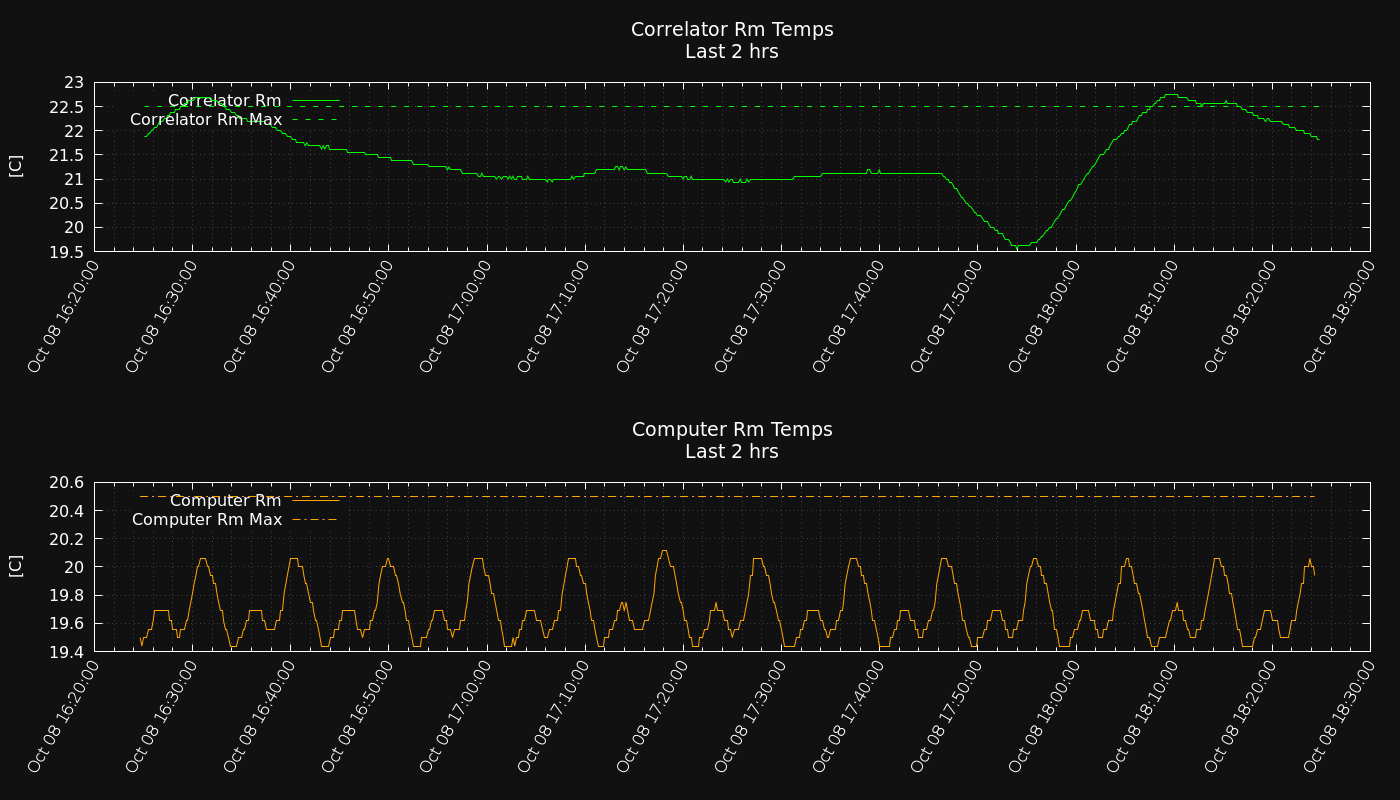 Correlator Rm Temps
Last 2 hrs
[C]
23
22.5
22
21.5
21
20.5
20
19.5
Correlator Rm
Correlator Rm Max
Oct 08 16:20:00
Oct 08 16:30:00
Oct 08 16:40:00
Oct 08 16:50:00
Oct 08 17:00:00
Oct 08 17:10:00
Oct 08 17:20:00
Oct 08 17:30:00
Oct 08 17:40:00
Oct 08 17:50:00
Oct 08 18:00:00
Oct 08 18:10:00
Oct 08 18:20:00
Oct 08 18:30:00
Computer Rm Temps
Last 2 hrs
[C]
20.6
20.4
20.2
20
19.8
19.6
19.4
Computer Rm
Computer Rm Max
Oct 08 16:20:00
Oct 08 16:30:00
Oct 08 16:40:00
Oct 08 16:50:00
Oct 08 17:00:00
Oct 08 17:10:00
Oct 08 17:20:00
Oct 08 17:30:00
Oct 08 17:40:00
Oct 08 17:50:00
Oct 08 18:00:00
Oct 08 18:10:00
Oct 08 18:20:00
Oct 08 18:30:00